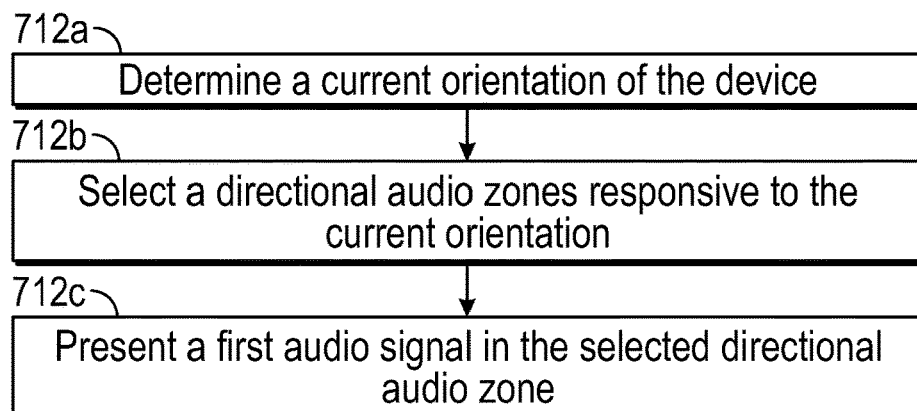 712a
Determine a current orientation of the device
712b
Select a directional audio zones responsive to the
current orientation
712c
Present a first audio signal in the selected directional
audio zone